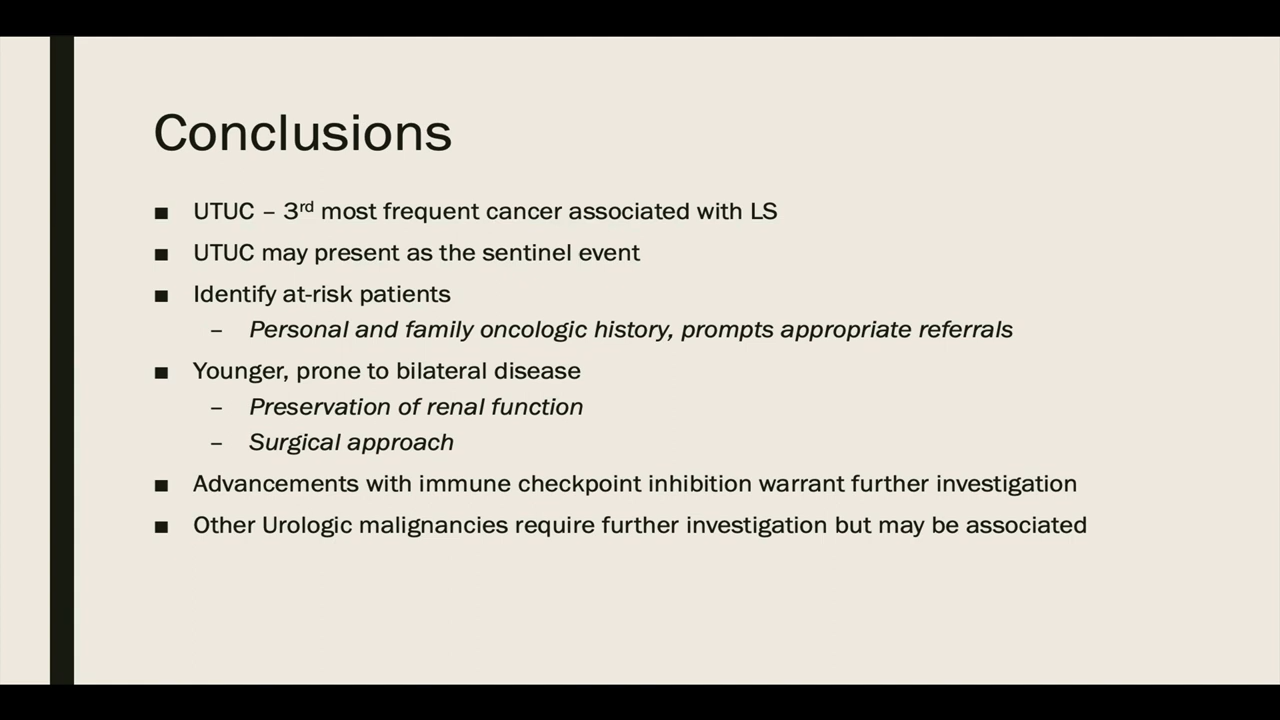 Conclusions
■ UTUC – 3rd most frequent cancer associated with LS
■ UTUC may present as the sentinel event
■ Identify at-risk patients
– Personal and family oncologic history, prompts appropriate referrals
■ Younger, prone to bilateral disease
– Preservation of renal function
– Surgical approach
■ Advancements with immune checkpoint inhibition warrant further investigation
■ Other Urologic malignancies require further investigation but may be associated